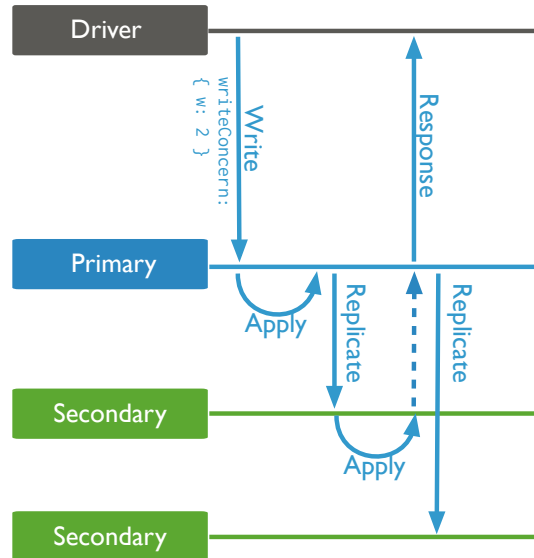 Driver
Write
writeConcern:
{ w: 2 }
Response
Primary
Apply
Replicate
Replicate
Secondary
Apply
Secondary